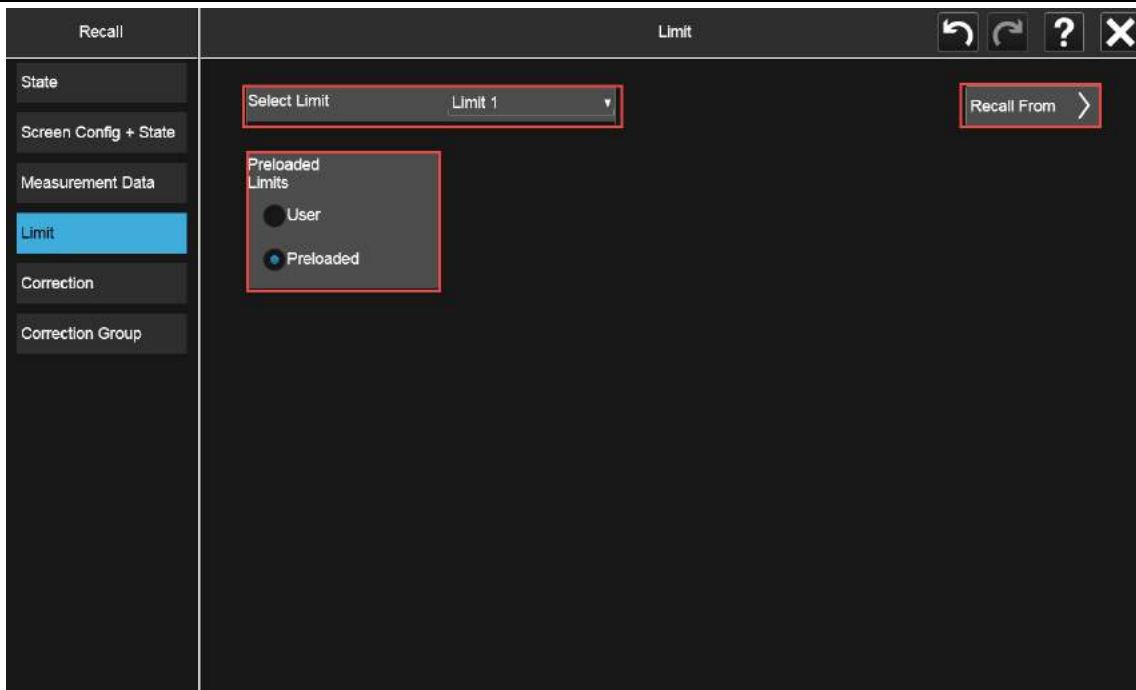 Recall
Limit
?
State
Screen Config + State
Measurement Data
Limit
Correction
Correction Group
Select Limit
Limit 1
Recall From
Preloaded
Limits
User
Preloaded